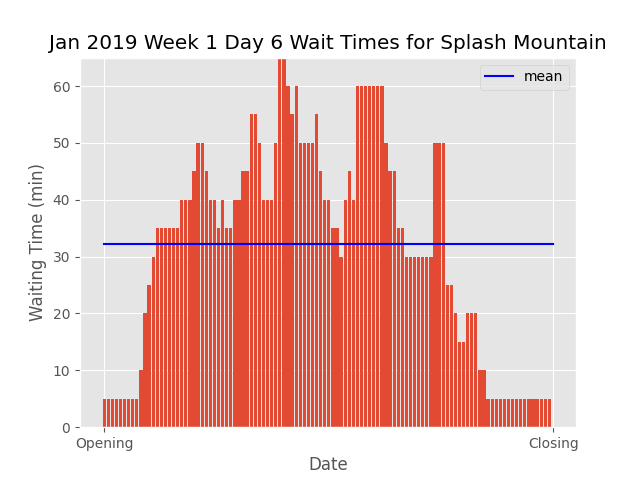 Jan 2019 Week 1 Day 6 Wait Times for Splash Mountain
mean
60
50
40
30
20
10
0
Waiting Time (min)
Opening
Closing
Date